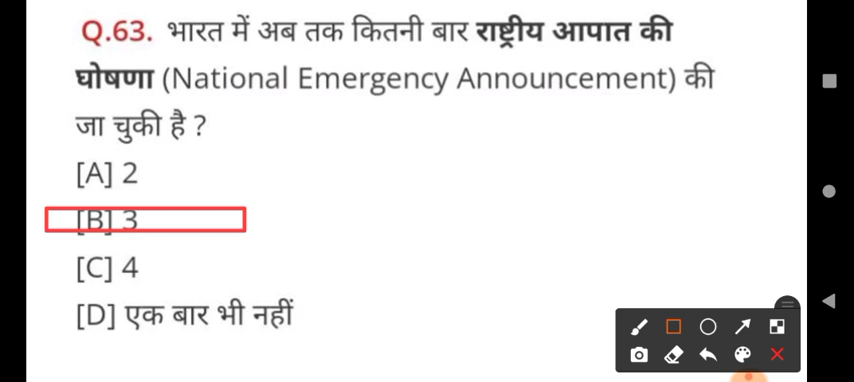 Q.63. भारत में अब तक कितनी बार राष्ट्रीय आपात की
घोषणा (National Emergency Announcement) की
जा चुकी है ?
[A] 2
[B] 3
[C] 4
[D] एक बार भी नहीं